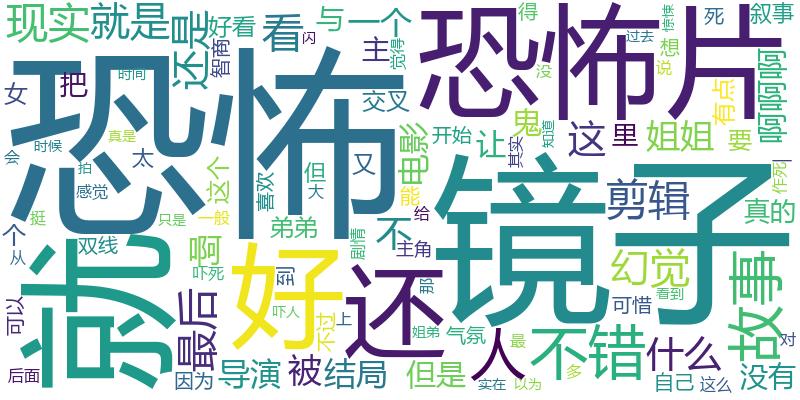 现实
就是
还是
好看
看
智商
闪
与
一个
主
觉得
恐怖片
得
死
惊悚
过去
叙事
想
没
说
女
把
时间
恐怖
交叉
有点
啊啊啊
会
时候
真是
太
拍
感觉
这个
喜欢
但
大
又
电影
开始
让
鬼
其实
知道
这
里
姐姐
要
能
给
挺
只是
一般
镜子
剪辑
作死
真的
个
从
双线
就
啊
弟弟
剧情
不
主角
那
吓死
到
好
还
幻觉
故事
可以
最后
吓人
不过
上
姐弟
气氛
人
最
不错
可惜
看到
什么
对
后面
因为
导演
被
结局
但是
实在
以为
多
自己
这么
没有